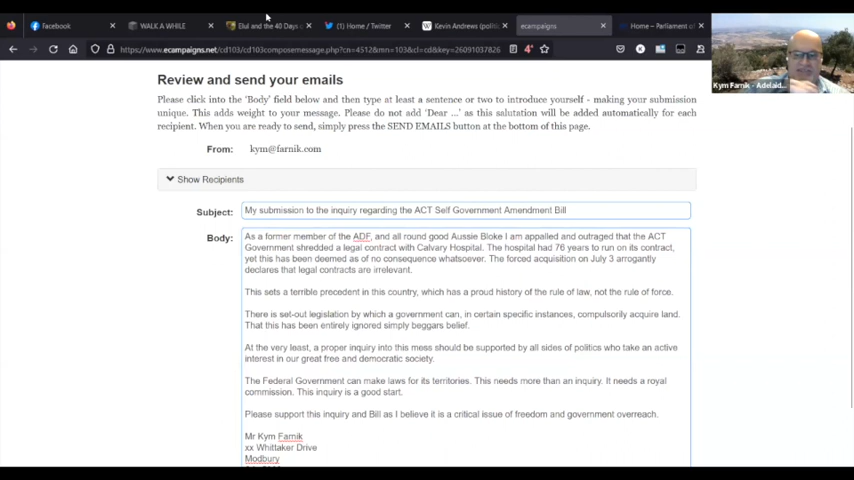 Facebook
WALK A WHILE
Elul and the 40 Days o
(1) Home / Twitter
Kevin Andrews (politic
ecampaigns
Home – Parliament of
https://www.ecampaigns.net/cd103/cd103composemessage.php?cn=4512&mn=103&cl=cd&key=26091037826
Review and send your emails
Please click into the 'Body' field below and then type at least a sentence or two to introduce yourself - making your submission
unique. This adds weight to your message. Please do not add 'Dear ...' as this salutation will be added automatically for each
recipient. When you are ready to send, simply press the SEND EMAILS button at the bottom of this page.
From: kym@farnik.com
Show Recipients
Subject: My submission to the inquiry regarding the ACT Self Government Amendment Bill
Body: As a former member of the ADF, and all round good Aussie Bloke I am appalled and outraged that the ACT
Government shredded a legal contract with Calvary Hospital. The hospital had 76 years to run on its contract,
yet this has been deemed as of no consequence whatsoever. The forced acquisition on July 3 arrogantly
declares that legal contracts are irrelevant.
This sets a terrible precedent in this country, which has a proud history of the rule of law, not the rule of force.
There is set-out legislation by which a government can, in certain specific instances, compulsorily acquire land.
That this has been entirely ignored simply beggars belief.
At the very least, a proper inquiry into this mess should be supported by all sides of politics who take an active
interest in our great free and democratic society.
The Federal Government can make laws for its territories. This needs more than an inquiry. It needs a royal
commission. This inquiry is a good start.
Please support this inquiry and Bill as I believe it is a critical issue of freedom and government overreach.
Mr Kym Farnik
xx Whittaker Drive
Modbury
Kym Farnik - Adelaid...